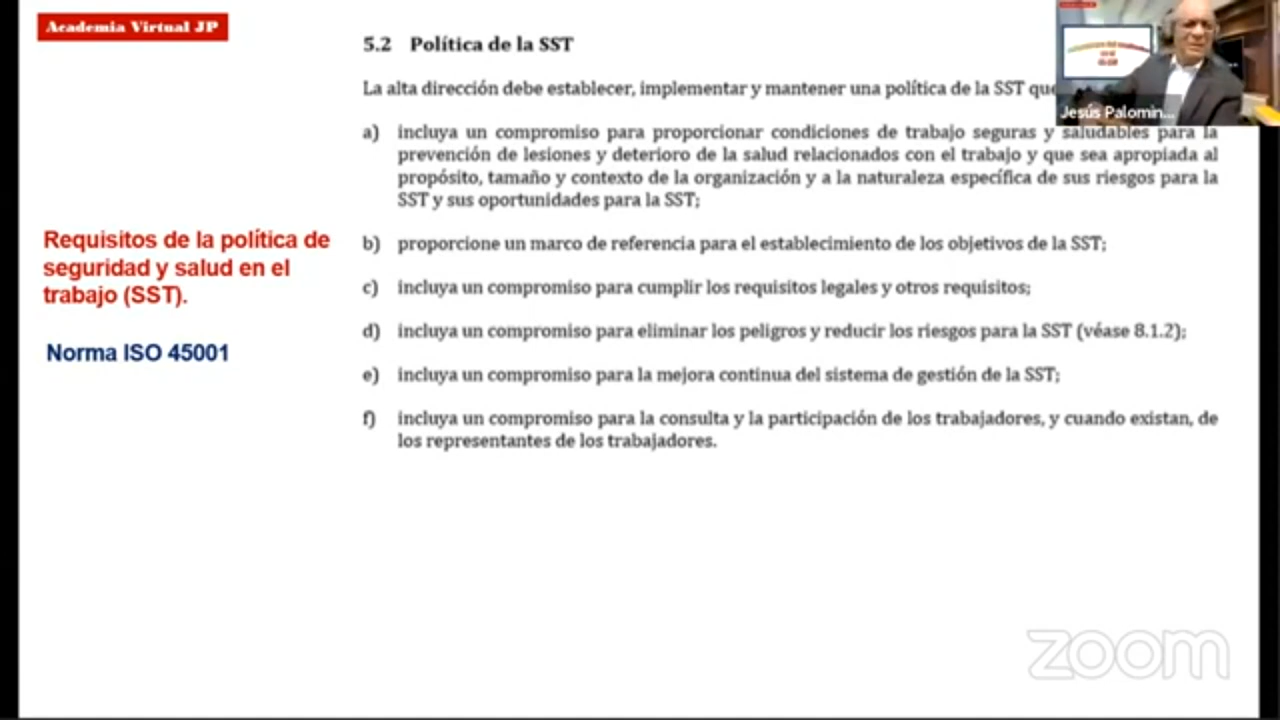 Academia Virtual JP
5.2 Política de la SST
La alta dirección debe establecer, implementar y mantener una política de la SST que
a) incluya un compromiso para proporcionar condiciones de trabajo seguras y saludables para la
prevención de lesiones y deterioro de la salud relacionados con el trabajo y que sea apropiada al
propósito, tamaño y contexto de la organización y a la naturaleza específica de sus riesgos para la
SST y sus oportunidades para la SST;
b) proporcione un marco de referencia para el establecimiento de los objetivos de la SST;
c) incluya un compromiso para cumplir los requisitos legales y otros requisitos;
d) incluya un compromiso para eliminar los peligros y reducir los riesgos para la SST (véase 8.1.2);
e) incluya un compromiso para la mejora continua del sistema de gestión de la SST;
f) incluya un compromiso para la consulta y la participación de los trabajadores, y cuando existan, de
los representantes de los trabajadores.
Requisitos de la política de
seguridad y salud en el
trabajo (SST).
Norma ISO 45001
Jesús Palomin...
zoom